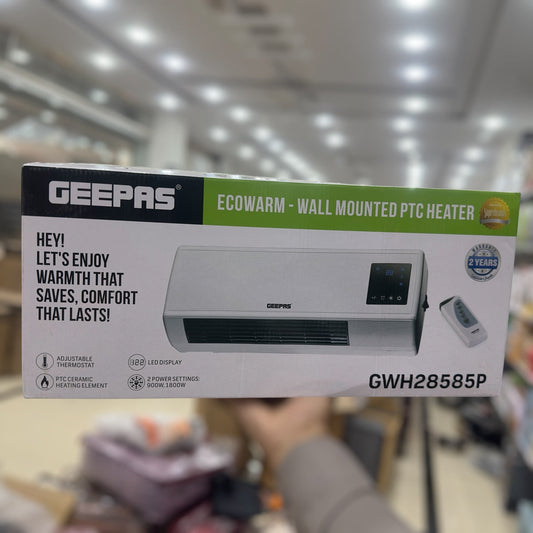 GEEPAS®
ECOWARM - WALL MOUNTED PTC HEATER
HEY!
LET'S ENJOY
WARMTH THAT
SAVES, COMFORT
THAT LASTS!
WARRANTY
2 YEARS
GEEPAS
ADJUSTABLE
THERMOSTAT
LED DISPLAY
PTC CERAMIC
HEATING ELEMENT
2 POWER SETTINGS:
900W, 1800W
GWH28585P